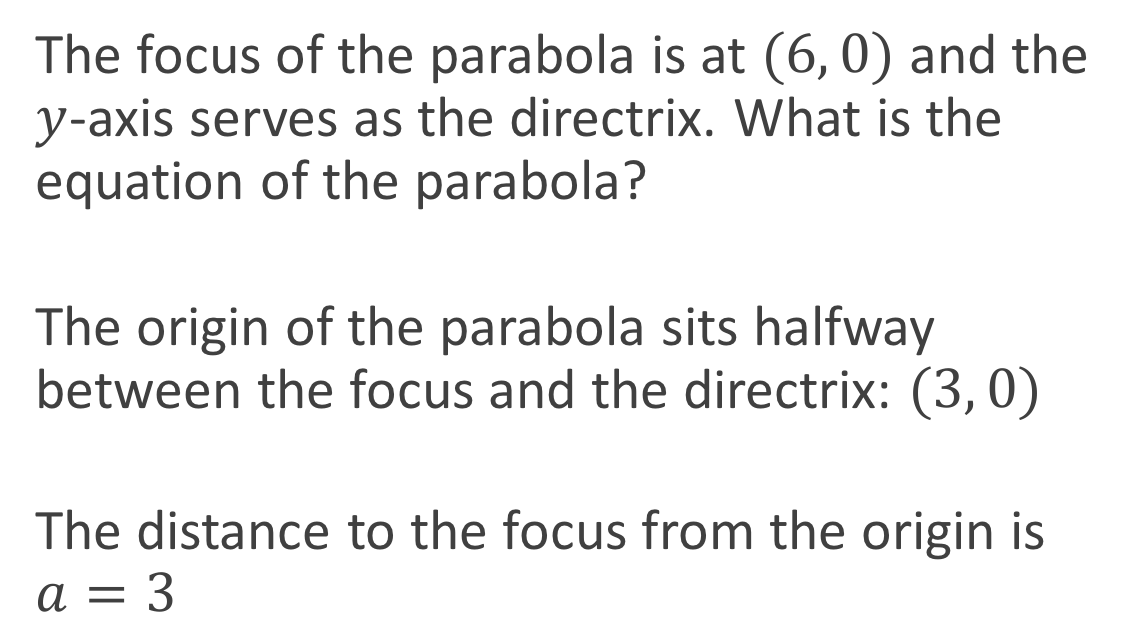 The focus of the parabola is at (6, 0) and the
y-axis serves as the directrix. What is the
equation of the parabola?
The origin of the parabola sits halfway
between the focus and the directrix: (3, 0)
The distance to the focus from the origin is
a = 3